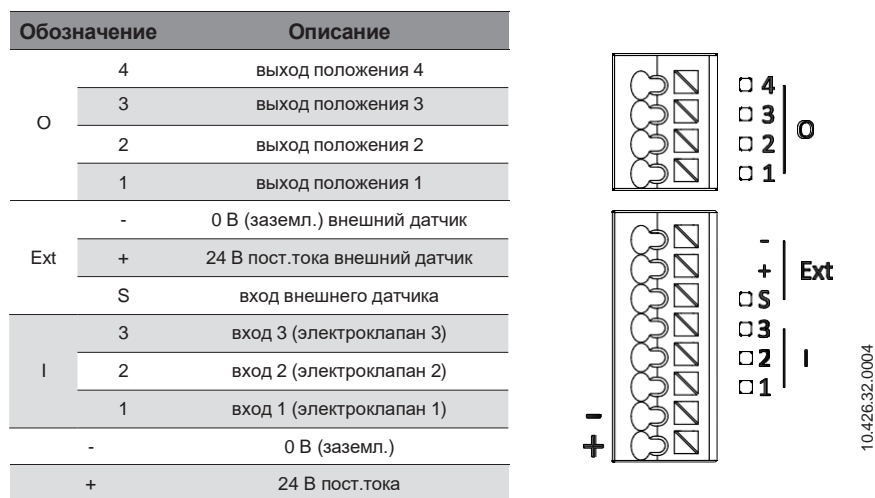 Обозначение Описание
O 4 выход положения 4
3 выход положения 3
2 выход положения 2
1 выход положения 1
Ext - 0 В (заземл.) внешний датчик
+ 24 В пост.тока внешний датчик
S вход внешнего датчика
I 3 вход 3 (электроклапан 3)
2 вход 2 (электроклапан 2)
1 вход 1 (электроклапан 1)
- 0 В (заземл.)
+ 24 В пост.тока
4
3
2
1
O
-
+
S
Ext
3
2
1
I
-
+
10.426.32.0004